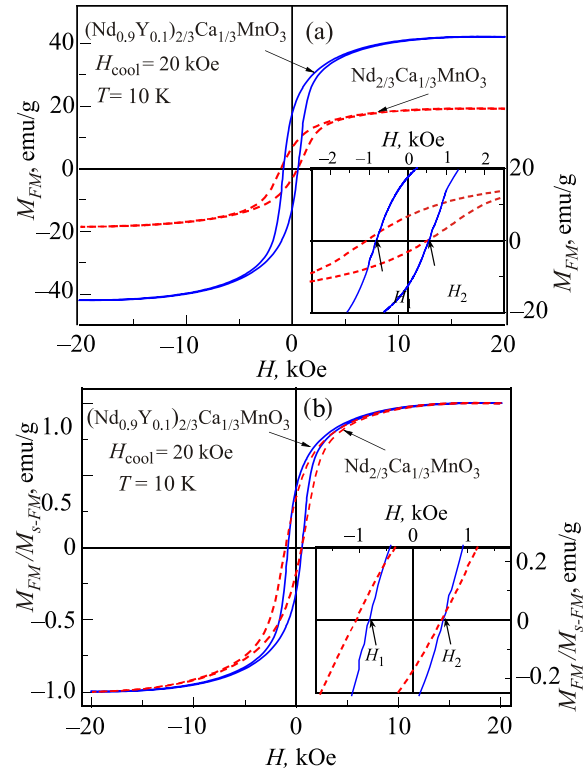 (Nd0.9Y0.1)2/3Ca1/3MnO3
(a)
Hcool = 20 kOe
T = 10 K
Nd2/3Ca1/3MnO3
H, kOe
−2 −1 0 1 2
40
20
0
−20
−40
MFM, emu/g
20
0
−20
MFM, emu/g
H1
H2
−20 −10 0 10 20
H, kOe
(Nd0.9Y0.1)2/3Ca1/3MnO3
(b)
Hcool = 20 kOe
T = 10 K
Nd2/3Ca1/3MnO3
H, kOe
−1 0 1
1.0
0.5
0
−0.5
−1.0
MFM/Ms-FM, emu/g
0.2
0
−0.2
MFM/Ms-FM, emu/g
H1
H2
−20 −10 0 10 20
H, kOe